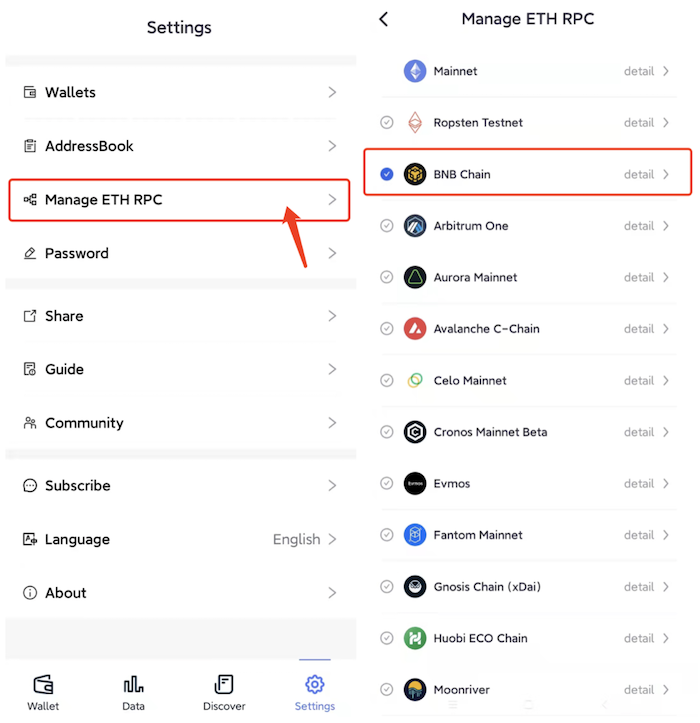 Settings
Wallets
AddressBook
Manage ETH RPC
Password
Share
Guide
Community
Subscribe
Language English
About
Wallet Data Discover Settings
Manage ETH RPC
Mainnet detail
Ropsten Testnet detail
BNB Chain detail
Arbitrum One detail
Aurora Mainnet detail
Avalanche C-Chain detail
Celo Mainnet detail
Cronos Mainnet Beta detail
Evmos Evmos detail
Fantom Mainnet detail
Gnosis Chain (xDai) detail
Huobi ECO Chain detail
Moonriver detail